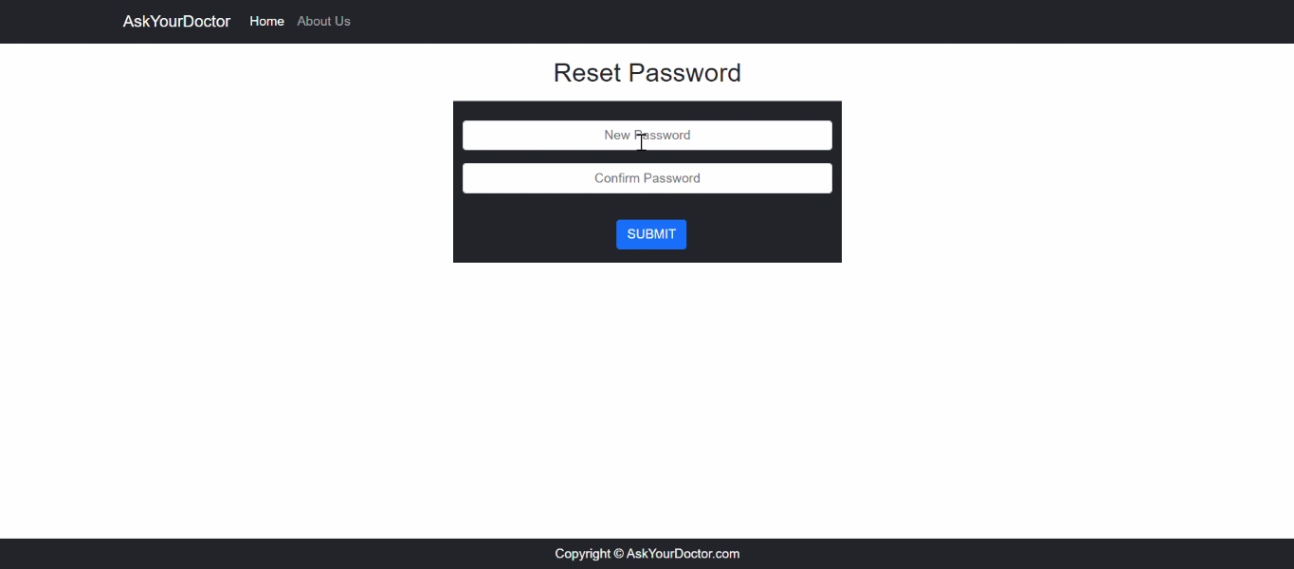 AskYourDoctor Home About Us
Reset Password
New Password
Confirm Password
SUBMIT
Copyright © AskYourDoctor.com